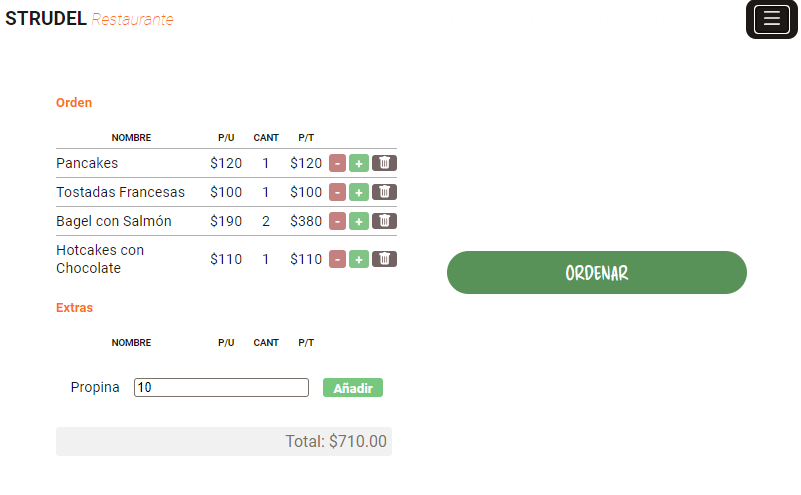 STRUDEL Restaurante
Orden
NOMBRE P/U CANT P/T
Pancakes $120 1 $120 - +
Tostadas Francesas $100 1 $100 - +
Bagel con Salmón $190 2 $380 - +
Hotcakes con
Chocolate $110 1 $110 - +
ORDENAR
Extras
NOMBRE P/U CANT P/T
Propina 10 Añadir
Total: $710.00